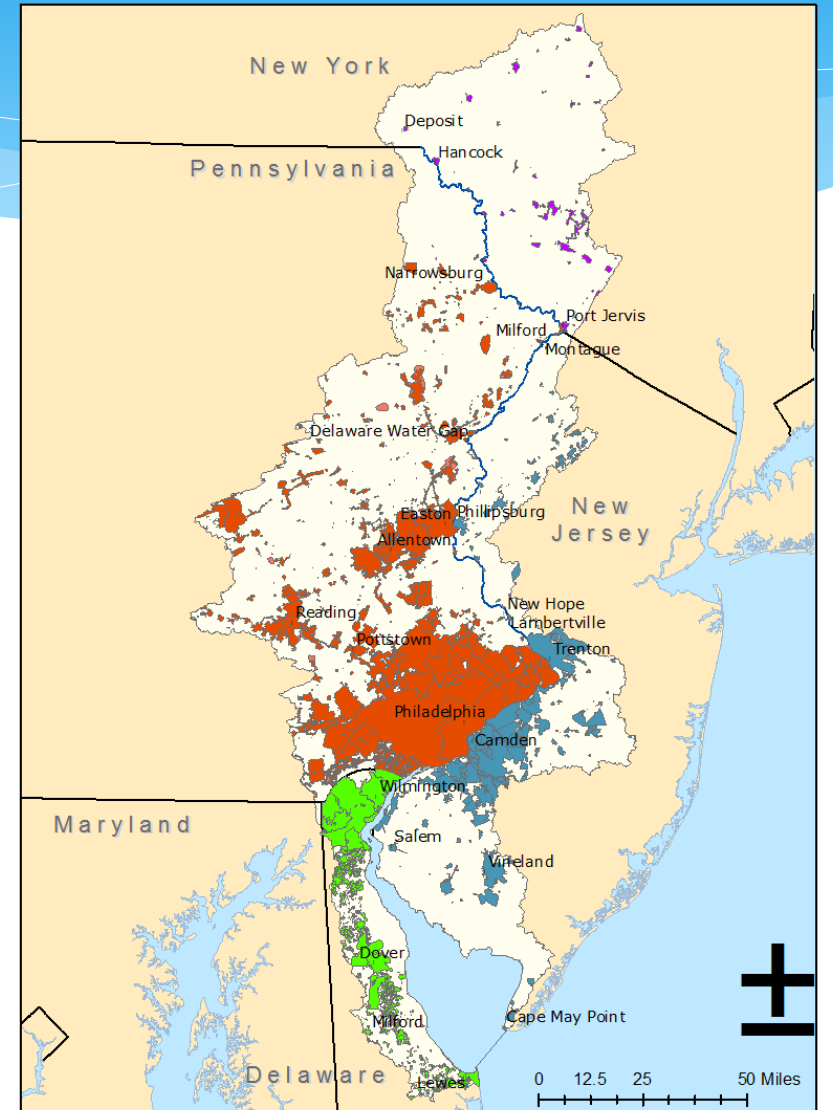 New York
Deposit
Hancock
Pennsylvania
Narrowsburg
Port Jervis
Milford
Montague
Delaware Water Gap
New
Jersey
Easton
Phillipsburg
Allentown
New Hope
Reading
Lambertville
Pottstown
Trenton
Philadelphia
Camden
Wilmington
Maryland
Salem
Vineland
Dover
Milford
Cape May Point
Delaware
Lewes
0 12.5 25 50 Miles